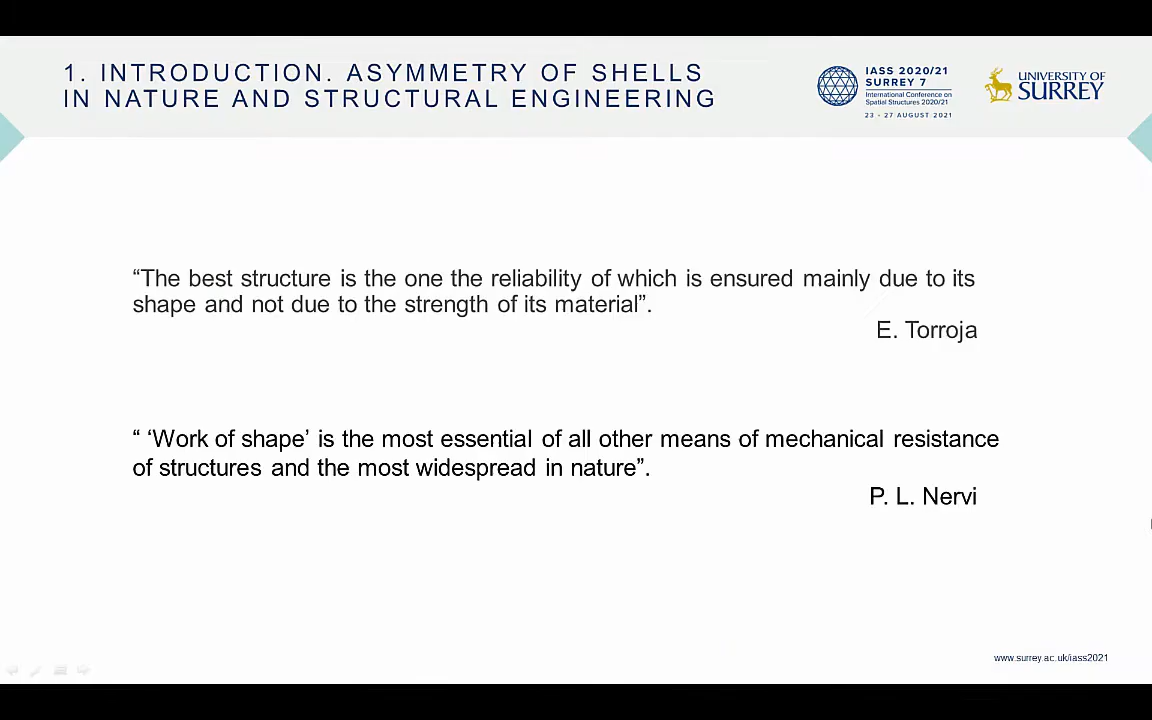 1. INTRODUCTION. ASYMMETRY OF SHELLS
IN NATURE AND STRUCTURAL ENGINEERING
IASS 2020/21
SURREY 7
International Conference on
Spatial Structures 2020/21
23 - 27 AUGUST 2021
UNIVERSITY OF
SURREY
“The best structure is the one the reliability of which is ensured mainly due to its
shape and not due to the strength of its material”.
E. Torroja
“ ‘Work of shape’ is the most essential of all other means of mechanical resistance
of structures and the most widespread in nature”.
P. L. Nervi
www.surrey.ac.uk/iass2021